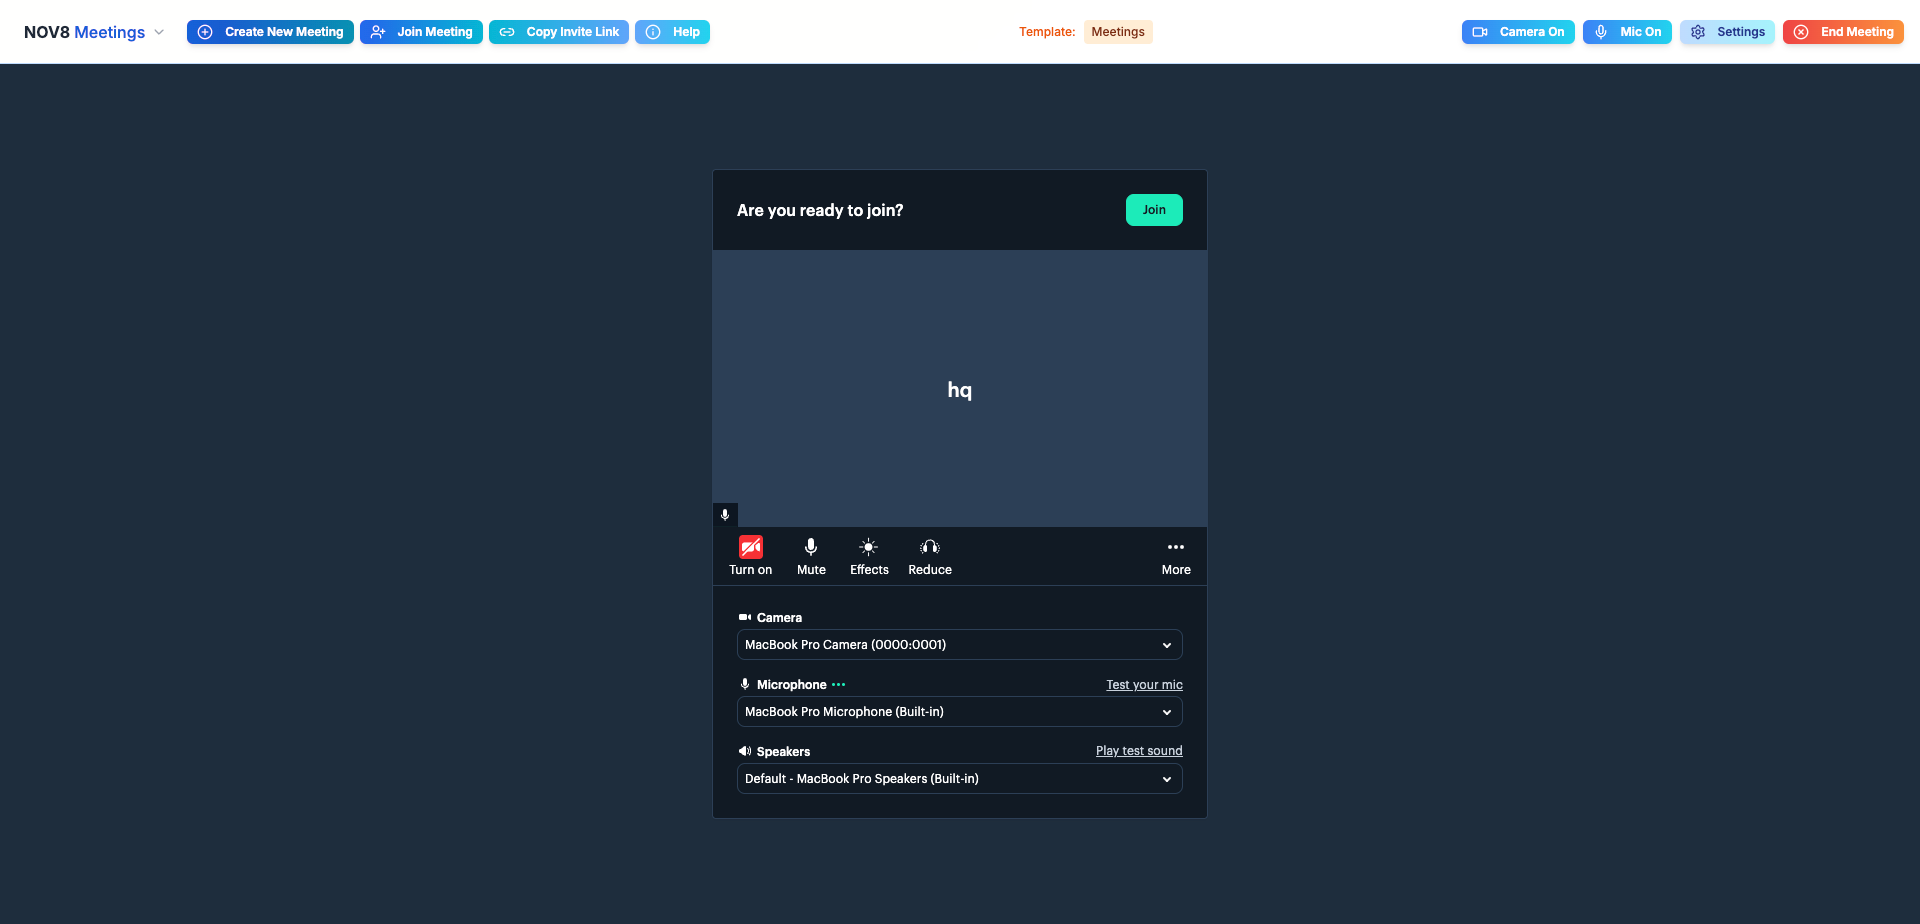 NOV8 Meetings
Create New Meeting
Join Meeting
Copy Invite Link
Help
Template: Meetings
Camera On
Mic On
Settings
End Meeting
Are you ready to join?
Join
hq
Turn on
Mute
Effects
Reduce
More
Camera
MacBook Pro Camera (0000:0001)
Microphone
Test your mic
MacBook Pro Microphone (Built-in)
Speakers
Play test sound
Default - MacBook Pro Speakers (Built-in)